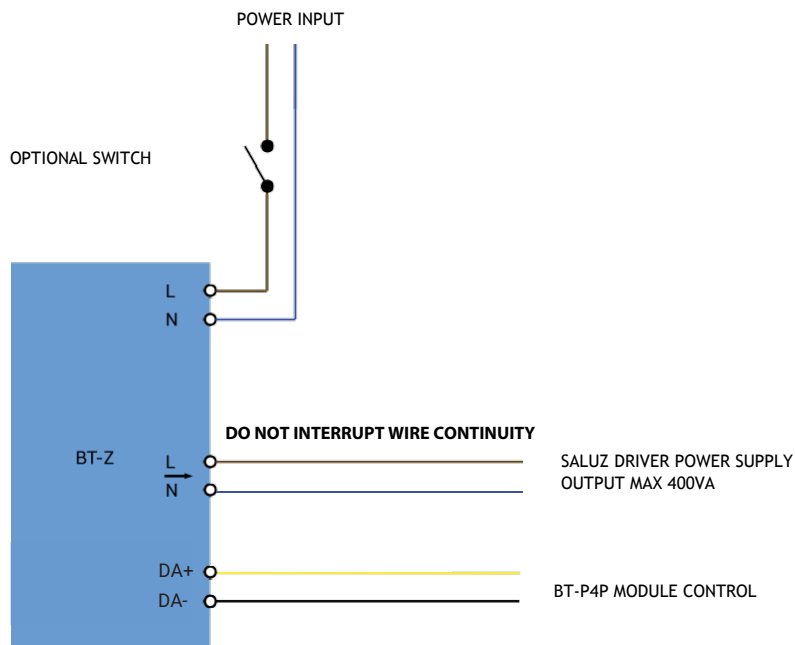 POWER INPUT
OPTIONAL SWITCH
L
N
DO NOT INTERRUPT WIRE CONTINUITY
BT-Z
L
N
SALUZ DRIVER POWER SUPPLY
OUTPUT MAX 400VA
DA+
DA-
BT-P4P MODULE CONTROL